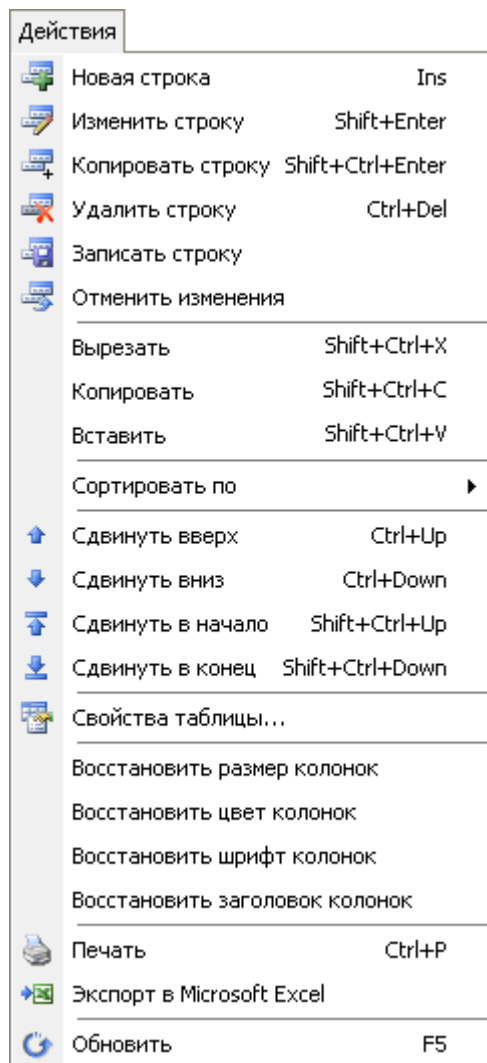 Действия
Новая строка Ins
Изменить строку Shift+Enter
Копировать строку Shift+Ctrl+Enter
Удалить строку Ctrl+Del
Записать строку
Отменить изменения
Вырезать Shift+Ctrl+X
Копировать Shift+Ctrl+C
Вставить Shift+Ctrl+V
Сортировать по
Сдвинуть вверх Ctrl+Up
Сдвинуть вниз Ctrl+Down
Сдвинуть в начало Shift+Ctrl+Up
Сдвинуть в конец Shift+Ctrl+Down
Свойства таблицы...
Восстановить размер колонок
Восстановить цвет колонок
Восстановить шрифт колонок
Восстановить заголовок колонок
Печать Ctrl+P
Экспорт в Microsoft Excel
Обновить F5